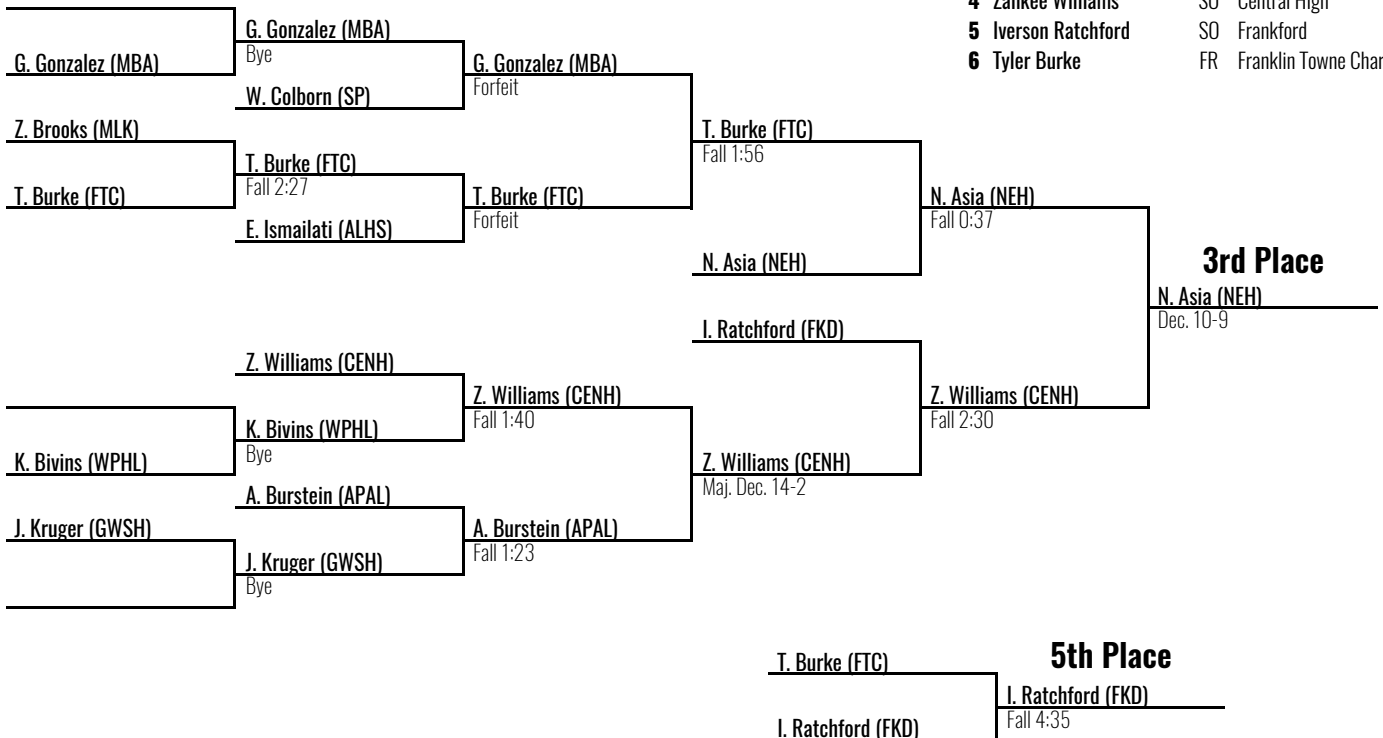 4 Zahkee Williams SO Central High
5 Iverson Ratchford SO Frankford
6 Tyler Burke FR Franklin Towne Char
G. Gonzalez (MBA)
G. Gonzalez (MBA)
Bye
G. Gonzalez (MBA)
Forfeit
W. Colborn (SP)
Z. Brooks (MLK)
T. Burke (FTC)
Fall 1:56
T. Burke (FTC)
Fall 2:27
T. Burke (FTC)
T. Burke (FTC)
Forfeit
N. Asia (NEH)
Fall 0:37
E. Ismailati (ALHS)
N. Asia (NEH)
3rd Place
N. Asia (NEH)
Dec. 10-9
I. Ratchford (FKD)
Z. Williams (CENH)
Z. Williams (CENH)
Fall 1:40
Z. Williams (CENH)
Fall 2:30
K. Bivins (WPHL)
Bye
K. Bivins (WPHL)
Z. Williams (CENH)
Maj. Dec. 14-2
A. Burstein (APAL)
J. Kruger (GWSH)
A. Burstein (APAL)
Fall 1:23
J. Kruger (GWSH)
Bye
5th Place
T. Burke (FTC)
I. Ratchford (FKD)
Fall 4:35
I. Ratchford (FKD)